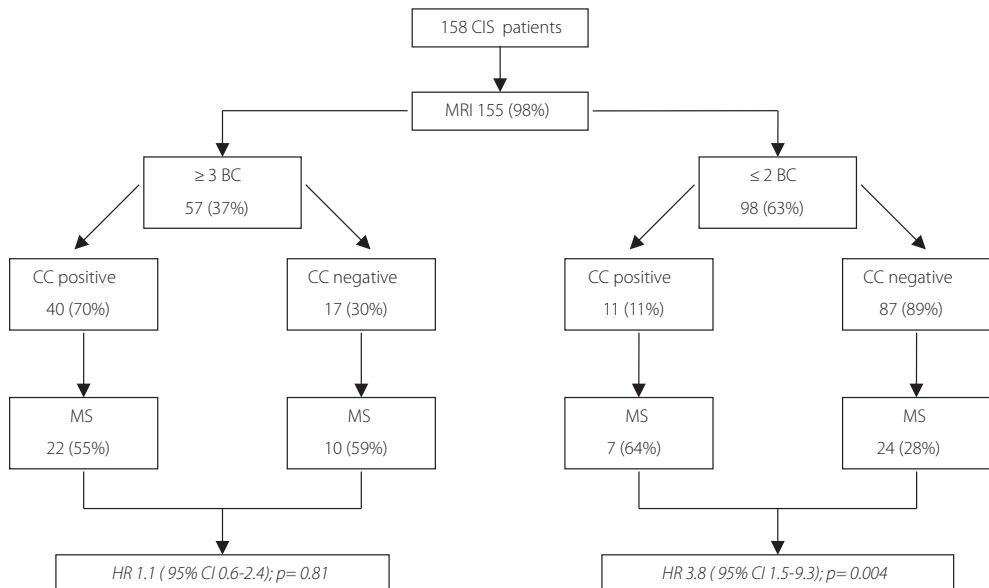 158 CIS patients
MRI 155 (98%)
≥ 3 BC
57 (37%)
≤ 2 BC
98 (63%)
CC positive
40 (70%)
CC negative
17 (30%)
CC positive
11 (11%)
CC negative
87 (89%)
MS
22 (55%)
MS
10 (59%)
MS
7 (64%)
MS
24 (28%)
HR 1.1 ( 95% CI 0.6-2.4); p= 0.81
HR 3.8 ( 95% CI 1.5-9.3); p= 0.004